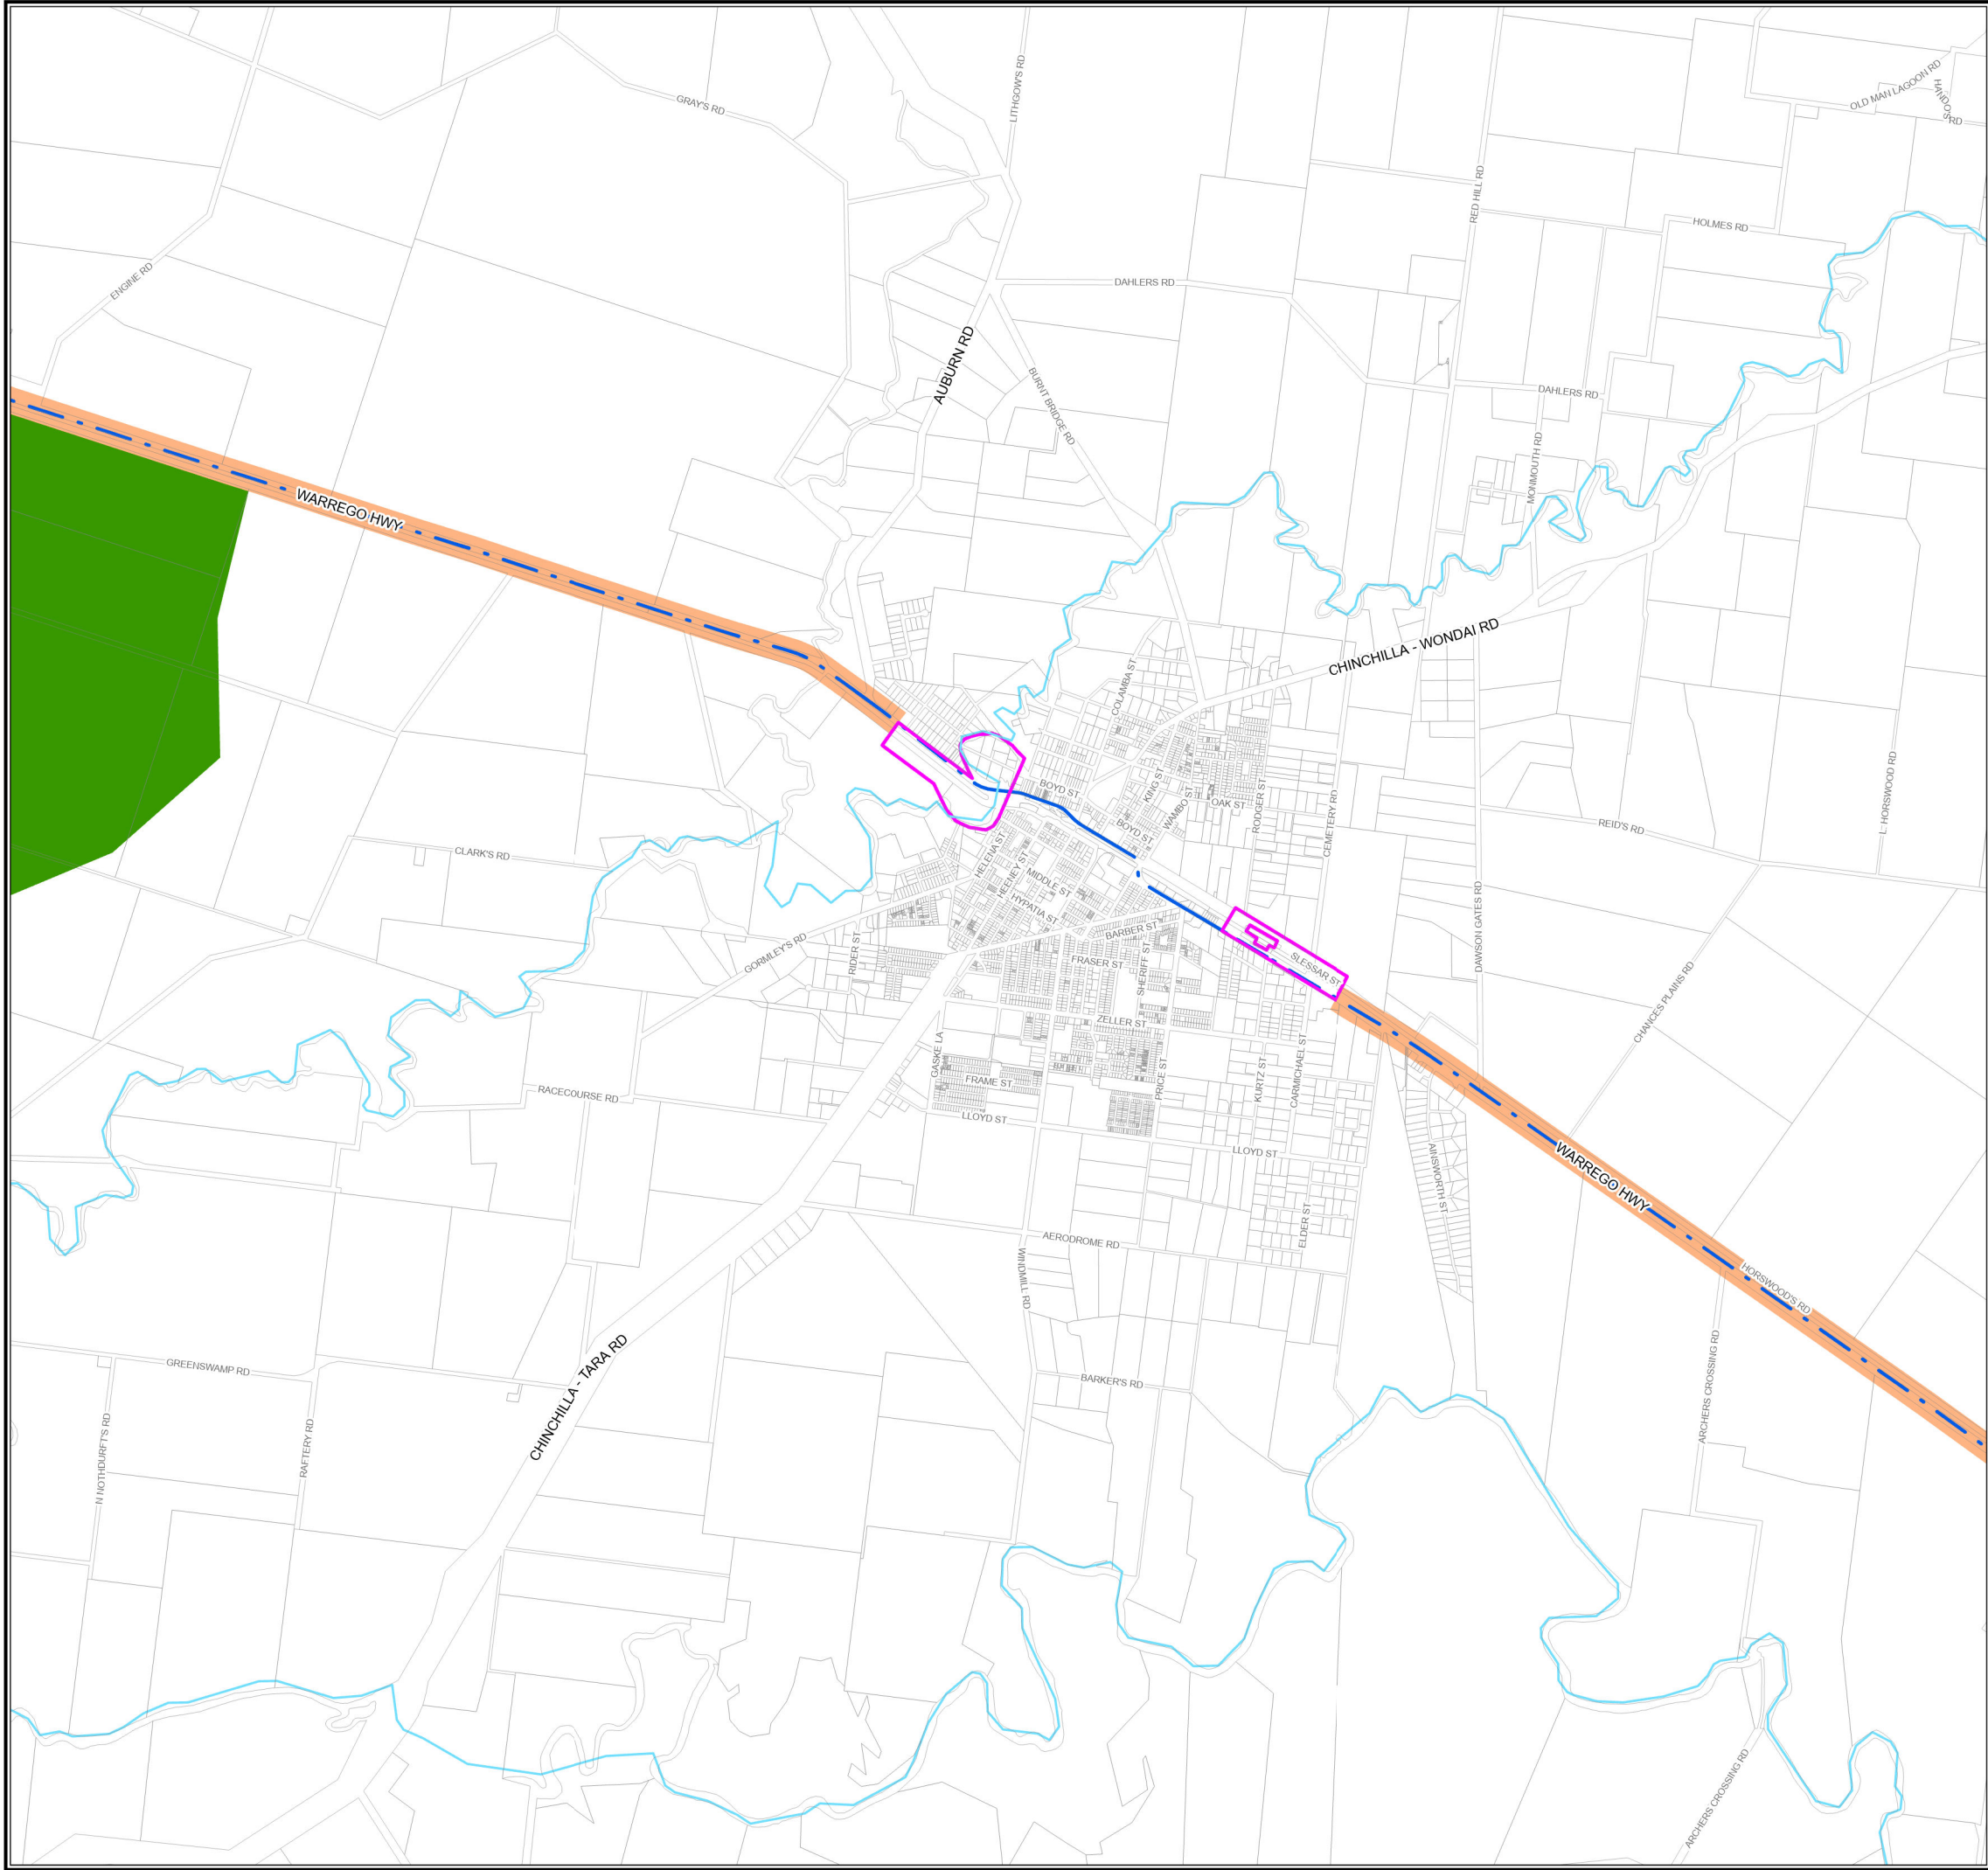 LITHGOW'S RD
GRAY'S RD
OLD MAN LAGOON RD
HANDOS
RD
RED HILL RD
HOLMES RD
ENGINE RD
DAHLERS RD
AUBURN RD
BURNT BRIDGE RD
DAHLERS RD
MONMOUTH RD
WARREGO HWY
CHINCHILLA - WONDAI RD
COLAMBA ST
L. HORSWOOD RD
BOYD ST
KING ST
WAMBO ST
OAK ST
RODGER ST
CEMETERY RD
REID'S RD
BOYD ST
CLARK'S RD
HELENA ST
HEENEY ST
MIDDLE ST
HYPATIA ST
BARBER ST
DAWSON GATES RD
GORMLEY'S RD
RIDER ST
FRASER ST
SHERIFF ST
SLESSAR ST
CHANCES PLAINS RD
ZELLER ST
GASKE LA
FRAME ST
PRICE ST
KURTZ ST
CARMICHAEL ST
RACECOURSE RD
LLOYD ST
LLOYD ST
AINSWORTH ST
WARREGO HWY
ELDER ST
AERODROME RD
WINDMILL RD
HORSWOOD'S RD
CHINCHILLA - TARA RD
GREENSWAMP RD
BARKER'S RD
ARCHERS CROSSING RD
N NOTHDURFT'S RD
RAFTERY RD
ARCHERS CROSSING RD